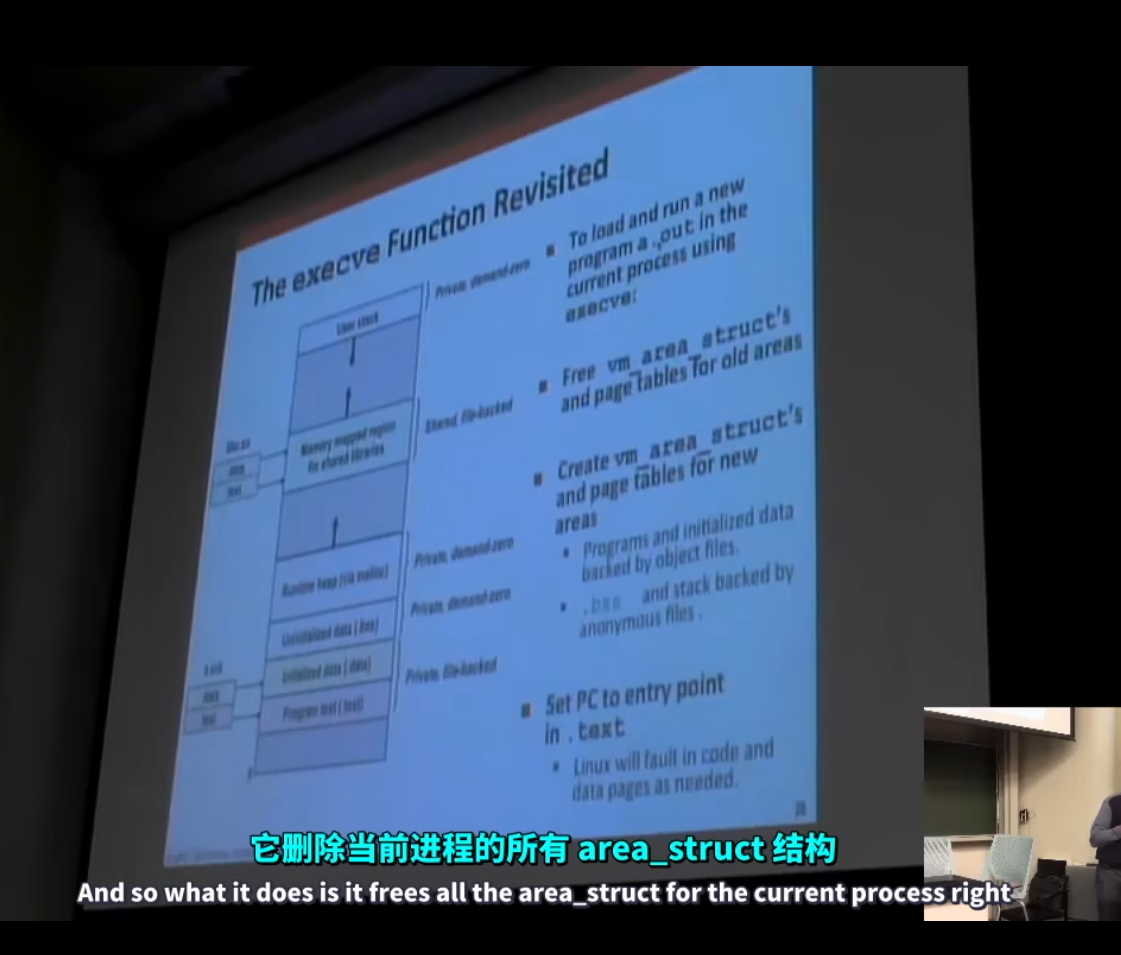 The execve Function Revisited
User stack
Memory mapped region
for shared libraries
Runtime heap (via malloc)
Uninitialized data (.bss)
Initialized data (.data)
Program text (.text)
.data
.text
.data
.text
Private, demand-zero
Shared, file-backed
Private, demand-zero
Private, demand-zero
Private, file-backed
To load and run a new
program a.out in the
current process using
execve:
Free vm_area_struct's
and page tables for old areas
Create vm_area_struct's
and page tables for new
areas
Programs and initialized data
backed by object files.
.bss and stack backed by
anonymous files.
Set PC to entry point
in .text
Linux will fault in code and
data pages as needed.
它删除当前进程的所有 area_struct 结构
And so what it does is it frees all the area_struct for the current process right